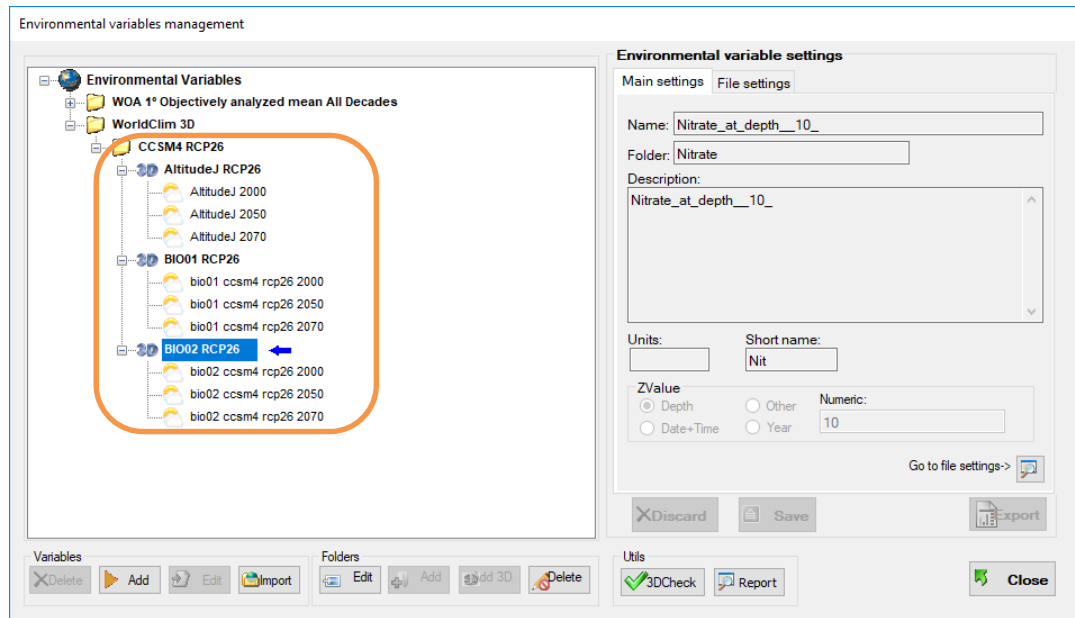 Environmental variables management
Environmental Variables
WOA 1º Objectively analyzed mean All Decades
WorldClim 3D
CCSM4 RCP26
3D AltitudeJ RCP26
AltitudeJ 2000
AltitudeJ 2050
AltitudeJ 2070
3D BIO01 RCP26
bio01 ccsm4 rcp26 2000
bio01 ccsm4 rcp26 2050
bio01 ccsm4 rcp26 2070
3D BIO02 RCP26
bio02 ccsm4 rcp26 2000
bio02 ccsm4 rcp26 2050
bio02 ccsm4 rcp26 2070
Environmental variable settings
Main settings File settings
Name: Nitrate_at_depth__10_
Folder: Nitrate
Description:
Nitrate_at_depth__10_
Units: Short name:
Nit
ZValue
Depth Other Numeric:
Date+Time Year 10
Go to file settings->
Discard Save Export
Variables
Delete Add Edit Import
Folders
Edit Add Add 3D Delete
Utils
3DCheck Report
Close